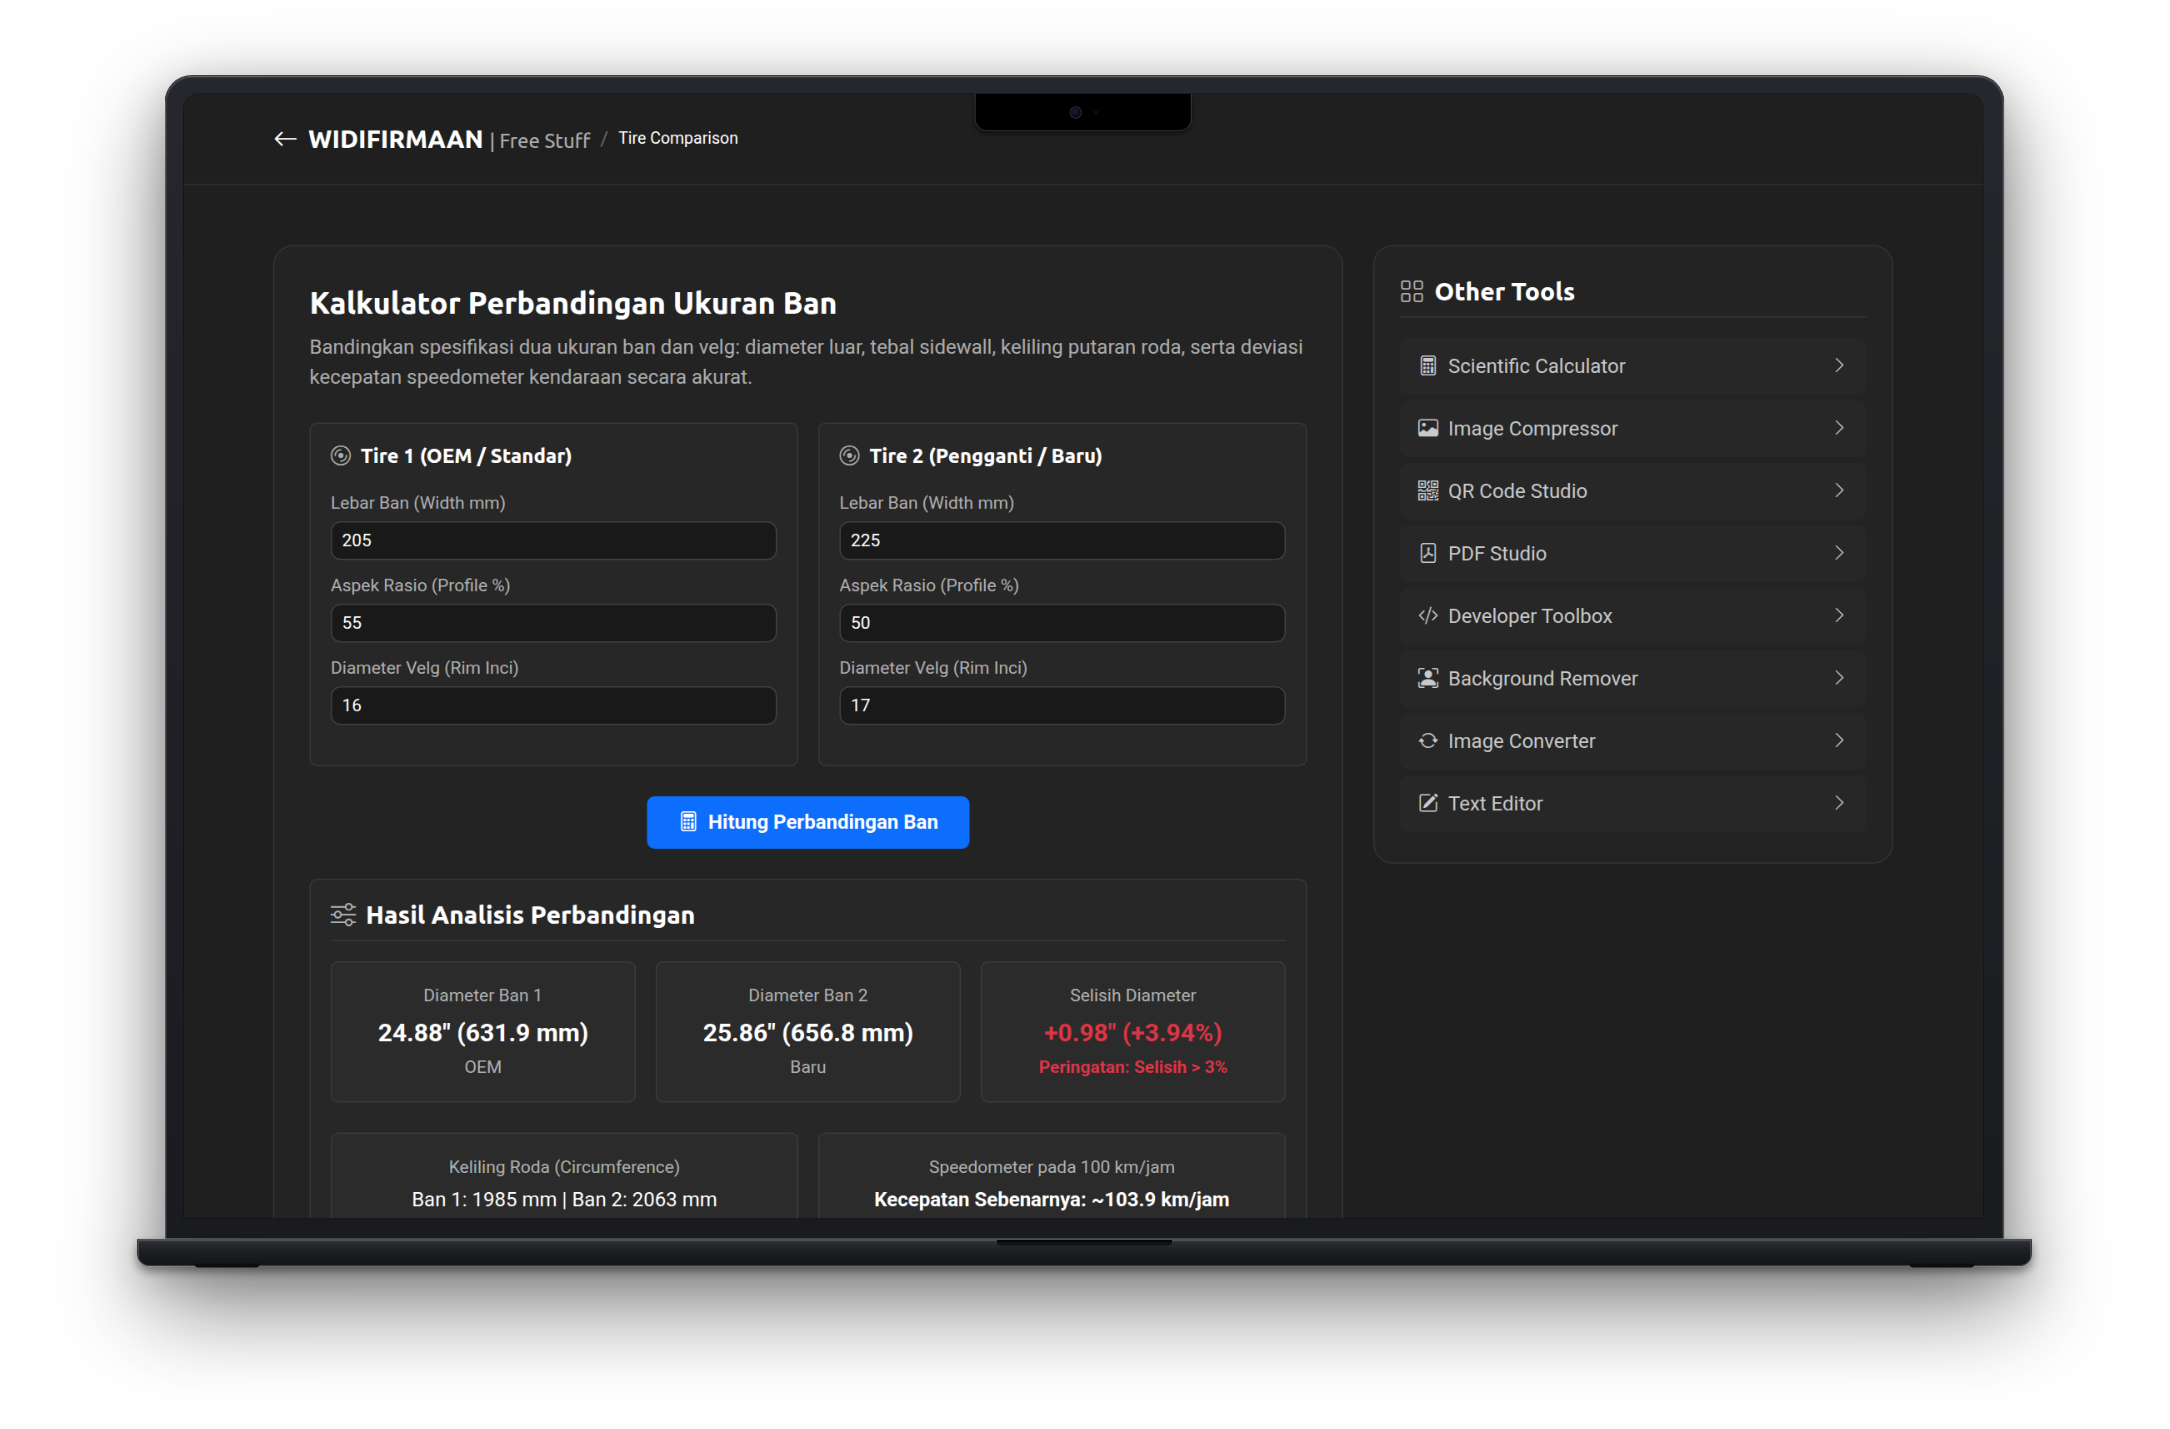 WIDIFIRMAAN | Free Stuff / Tire Comparison
Kalkulator Perbandingan Ukuran Ban
Bandingkan spesifikasi dua ukuran ban dan velg: diameter luar, tebal sidewall, keliling putaran roda, serta deviasi
kecepatan speedometer kendaraan secara akurat.
Tire 1 (OEM / Standar)
Lebar Ban (Width mm)
205
Aspek Rasio (Profile %)
55
Diameter Velg (Rim Inci)
16
Tire 2 (Pengganti / Baru)
Lebar Ban (Width mm)
225
Aspek Rasio (Profile %)
50
Diameter Velg (Rim Inci)
17
Hitung Perbandingan Ban
Hasil Analisis Perbandingan
Diameter Ban 1
24.88" (631.9 mm)
OEM
Diameter Ban 2
25.86" (656.8 mm)
Baru
Selisih Diameter
+0.98" (+3.94%)
Peringatan: Selisih > 3%
Keliling Roda (Circumference)
Ban 1: 1985 mm | Ban 2: 2063 mm
Speedometer pada 100 km/jam
Kecepatan Sebenarnya: ~103.9 km/jam
Other Tools
Scientific Calculator
Image Compressor
QR Code Studio
PDF Studio
Developer Toolbox
Background Remover
Image Converter
Text Editor